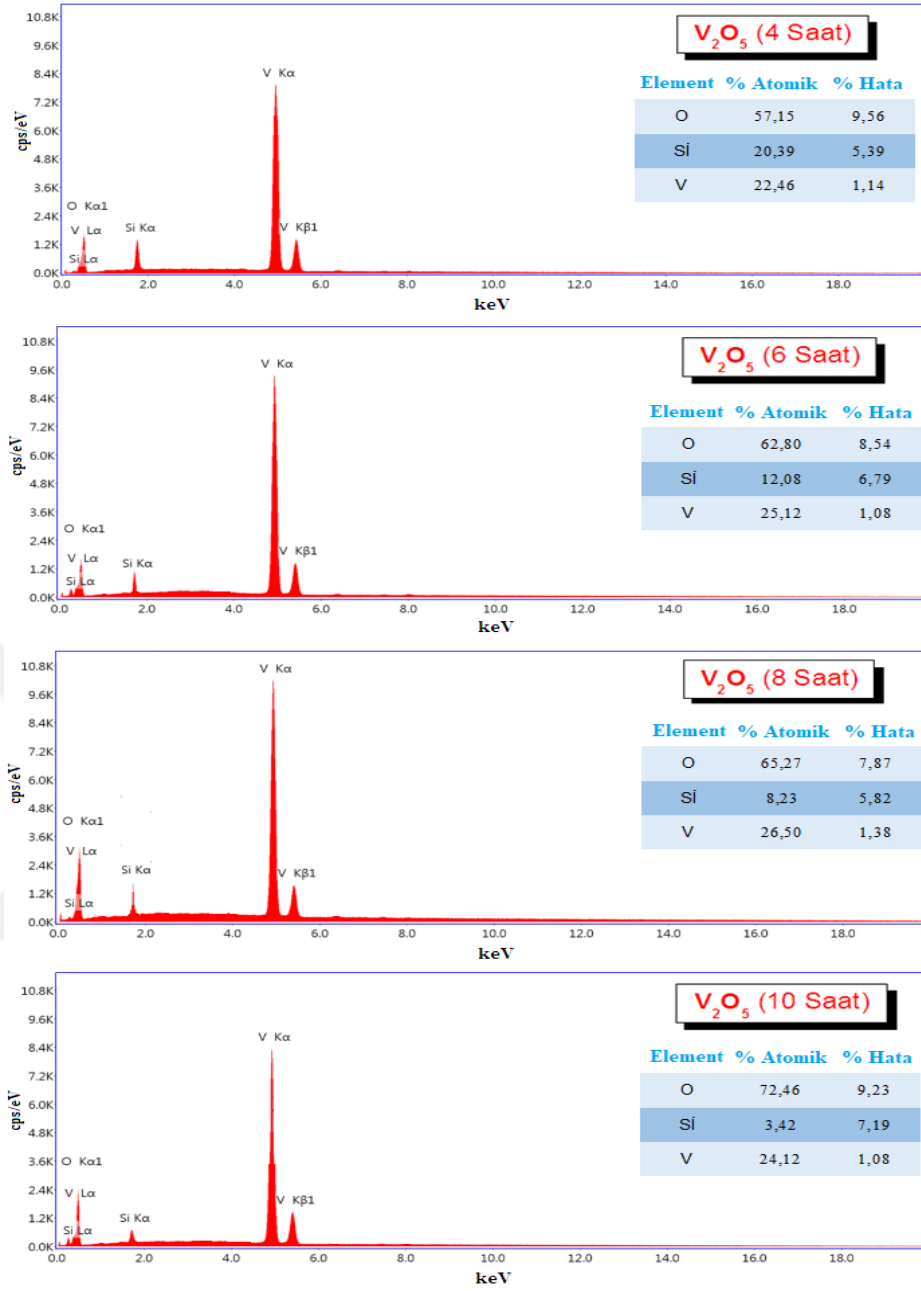 10.8K
V₂O₅ (4 Saat)
9.6K
8.4K
V Kα
Element % Atomik % Hata
7.2K
O 57,15 9,56
6.0K
cps/eV
Sİ 20,39 5,39
4.8K
V 22,46 1,14
3.6K
O Kα1
2.4K
V Lα Si Kα V Kβ1
1.2K
Si Lα
0.0K
0.0 2.0 4.0 6.0 8.0 10.0 12.0 14.0 16.0 18.0
keV
10.8K
V₂O₅ (6 Saat)
V Kα
9.6K
8.4K
Element % Atomik % Hata
7.2K
O 62,80 8,54
6.0K
cps/eV
Sİ 12,08 6,79
4.8K
V 25,12 1,08
3.6K
O Kα1
2.4K
V Lα Si Kα V Kβ1
1.2K
Si Lα
0.0K
0.0 2.0 4.0 6.0 8.0 10.0 12.0 14.0 16.0 18.0
keV
10.8K
V Kα
V₂O₅ (8 Saat)
9.6K
8.4K
Element % Atomik % Hata
7.2K
O 65,27 7,87
6.0K
cps/eV
Sİ 8,23 5,82
4.8K
V 26,50 1,38
3.6K
O Kα1
2.4K
V Lα Si Kα V Kβ1
1.2K
Si Lα
0.0K
0.0 2.0 4.0 6.0 8.0 10.0 12.0 14.0 16.0 18.0
keV
10.8K
V₂O₅ (10 Saat)
9.6K
V Kα
8.4K
Element % Atomik % Hata
7.2K
O 72,46 9,23
6.0K
cps/eV
Sİ 3,42 7,19
4.8K
V 24,12 1,08
3.6K
O Kα1
2.4K
V Lα Si Kα V Kβ1
1.2K
Si Lα
0.0K
0.0 2.0 4.0 6.0 8.0 10.0 12.0 14.0 16.0 18.0
keV